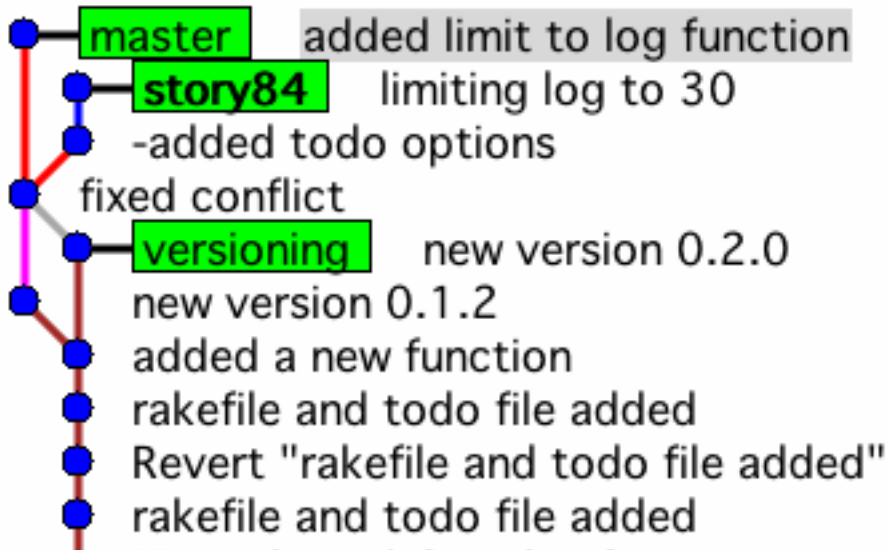 master added limit to log function
story84 limiting log to 30
-added todo options
fixed conflict
versioning new version 0.2.0
new version 0.1.2
added a new function
rakefile and todo file added
Revert "rakefile and todo file added"
rakefile and todo file added